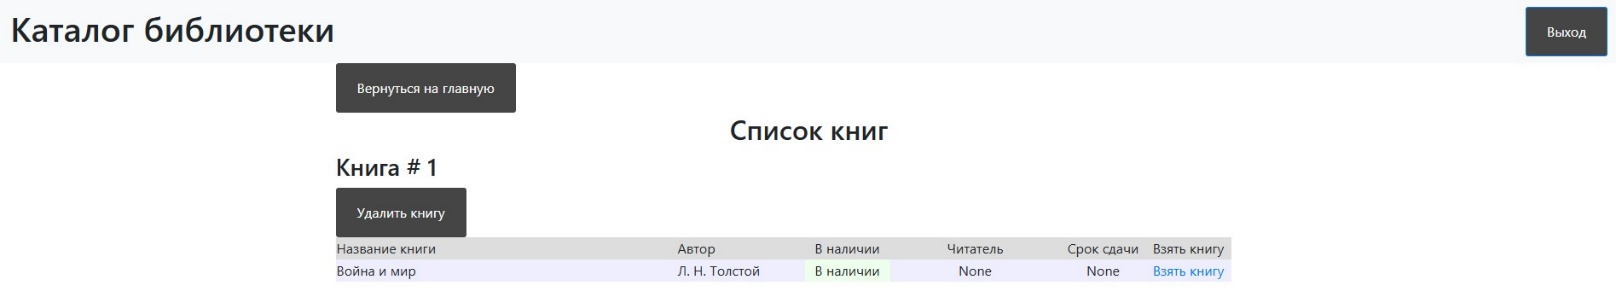 Каталог библиотеки
Выход
Вернуться на главную
Список книг
Книга # 1
Удалить книгу
Название книги Автор В наличии Читатель Срок сдачи Взять книгу
Война и мир Л. Н. Толстой В наличии None None Взять книгу